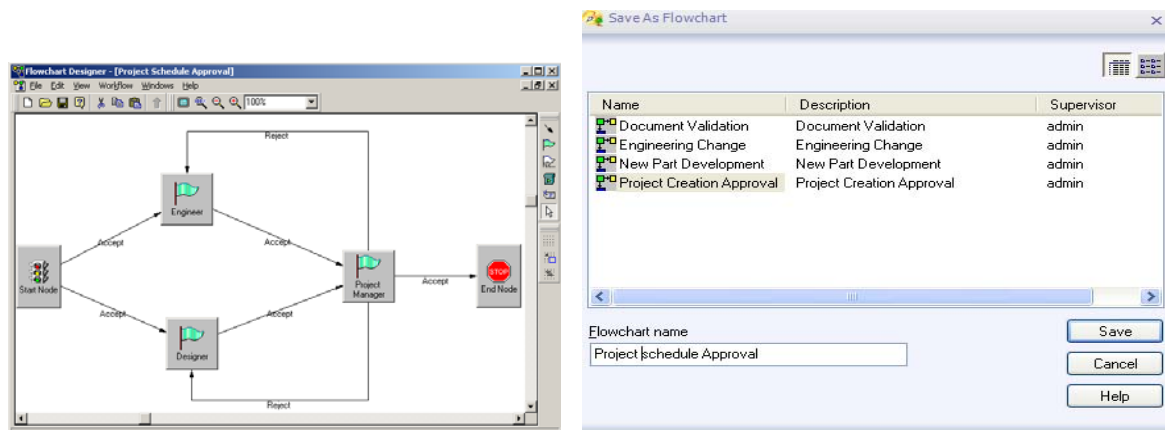 Flowchart Designer - [Project Schedule Approval]
File Edit View Workflow Windows Help
100%
Reject
Engineer
Accept
Accept
Start Node
Project
Manager
Accept
STOP
End Node
Accept
Accept
Designer
Reject
Save As Flowchart
Name Description Supervisor
Document Validation Document Validation admin
Engineering Change Engineering Change admin
New Part Development New Part Development admin
Project Creation Approval Project Creation Approval admin
Flowchart name
Save
Project schedule Approval
Cancel
Help